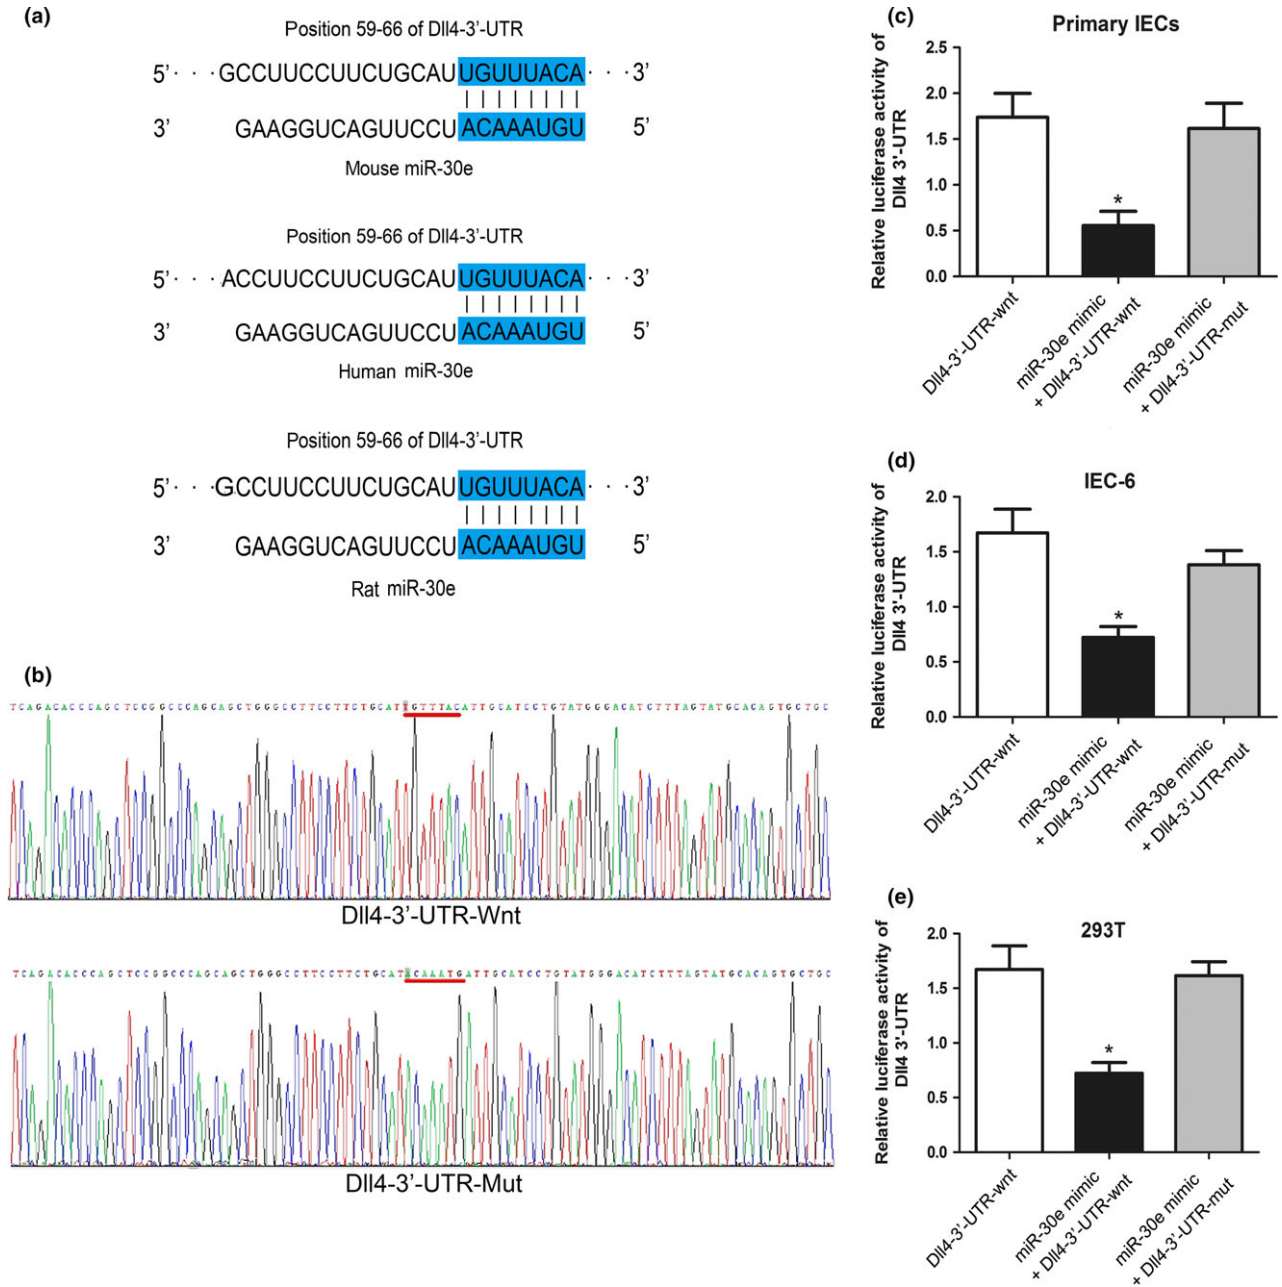 (a)
Position 59-66 of Dll4-3'-UTR
5'· · ·GCCUUCCUUCUGCAUUGUUUACA· · ·3'
3' GAAGGUCAGUUCCUACAAAUGU 5'
Mouse miR-30e
Position 59-66 of Dll4-3'-UTR
5'· · ·ACCUUCCUUCUGCAUUGUUUACA· · ·3'
3' GAAGGUCAGUUCCUACAAAUGU 5'
Human miR-30e
Position 59-66 of Dll4-3'-UTR
5'· · ·GCCUUCCUUCUGCAUUGUUUACA· · ·3'
3' GAAGGUCAGUUCCUACAAAUGU 5'
Rat miR-30e
(b)
TCAGACACCCAGCTCCGGCCCAGCAGCTGGGCCTTCCTTCTGCATTGTTTACATTGCATCCTGTATGGGACATCTTTAGTATGCACAGTGCTGC
Dll4-3'-UTR-Wnt
TCAGACACCCAGCTCCGGCCCAGCAGCTGGGCCTTCCTTCTGCATACAAATGATTGCATCCTGTATGGGACATCTTTAGTATGCACAGTGCTGC
Dll4-3'-UTR-Mut
(c)
Primary IECs
Relative luciferase activity of
Dll4 3'-UTR
2.5
2.0
1.5
1.0
0.5
0.0
*
Dll4-3'-UTR-wnt
miR-30e mimic
+ Dll4-3'-UTR-wnt
miR-30e mimic
+ Dll4-3'-UTR-mut
(d)
IEC-6
Relative luciferase activity of
Dll4 3'-UTR
2.0
1.5
1.0
0.5
0.0
*
Dll4-3'-UTR-wnt
miR-30e mimic
+ Dll4-3'-UTR-wnt
miR-30e mimic
+ Dll4-3'-UTR-mut
(e)
293T
Relative luciferase activity of
Dll4 3'-UTR
2.0
1.5
1.0
0.5
0.0
*
Dll4-3'-UTR-wnt
miR-30e mimic
+ Dll4-3'-UTR-wnt
miR-30e mimic
+ Dll4-3'-UTR-mut